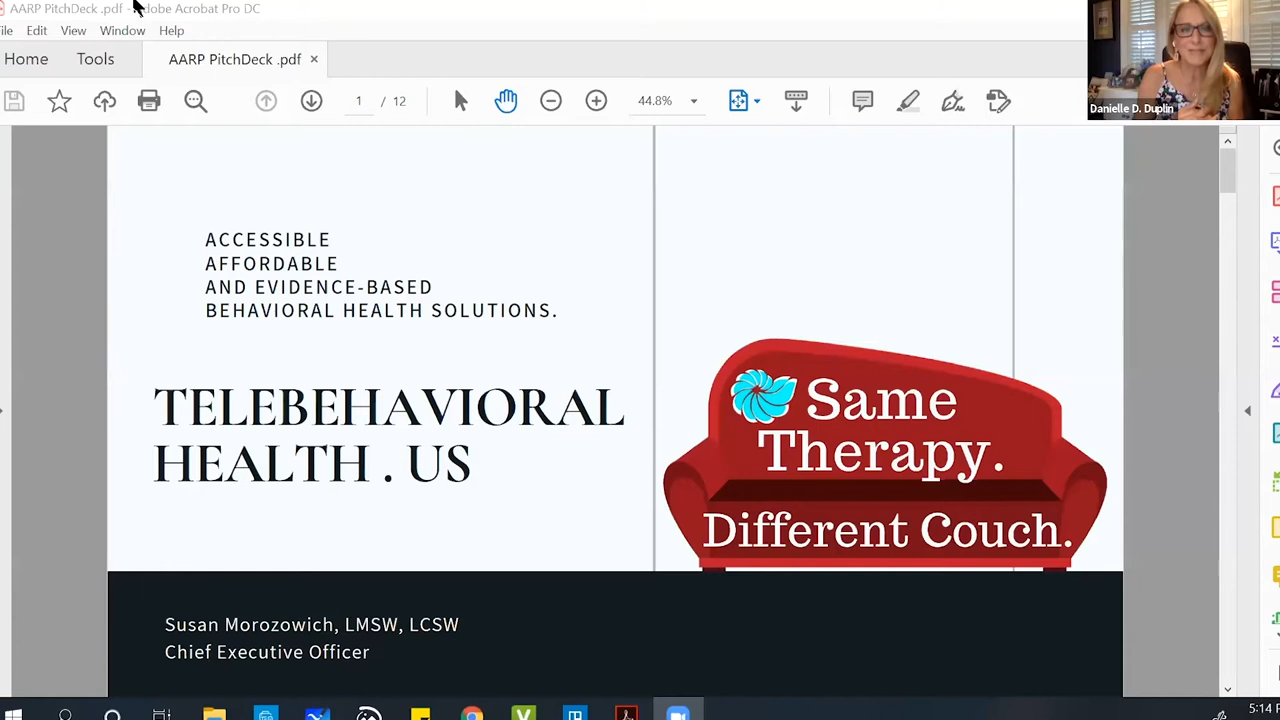 AARP PitchDeck .pdf - Adobe Acrobat Pro DC
File Edit View Window Help
Home Tools AARP PitchDeck .pdf ×
1 / 12 44.8%
Danielle D. Duplin
ACCESSIBLE
AFFORDABLE
AND EVIDENCE-BASED
BEHAVIORAL HEALTH SOLUTIONS.
TELEBEHAVIORAL
HEALTH . US
Same
Therapy.
Different Couch.
Susan Morozowich, LMSW, LCSW
Chief Executive Officer
5:14 P